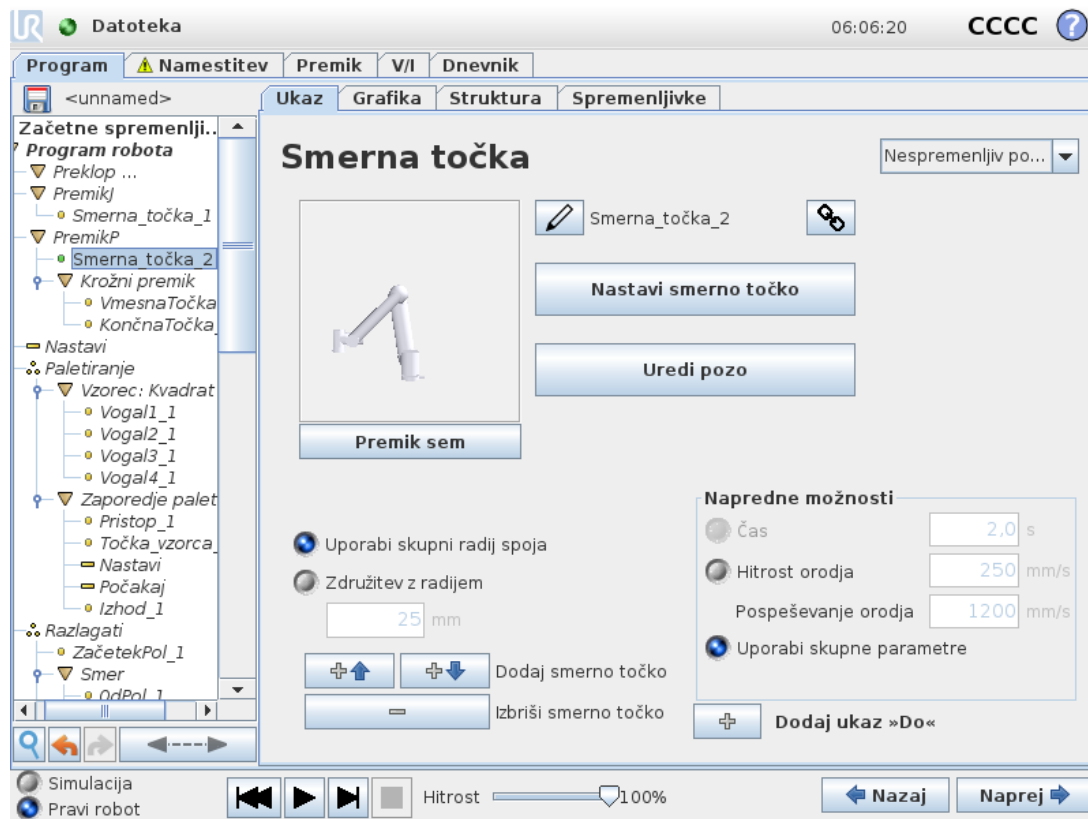 Datoteka
06:06:20
CCCC
?
Program
Namestitev
Premik
V/I
Dnevnik
<unnamed>
Ukaz
Grafika
Struktura
Spremenljivke
Začetne spremenlji..
Program robota
Preklop ...
PremikJ
Smerna_točka_1
PremikP
Smerna_točka_2
Krožni premik
VmesnaTočka
KončnaTočka_
Nastavi
Paletiranje
Vzorec: Kvadrat
Vogal1_1
Vogal2_1
Vogal3_1
Vogal4_1
Zaporedje palet
Pristop_1
Točka_vzorca_
Nastavi
Počakaj
Izhod_1
Razlagati
ZačetekPol_1
Smer
OdPol_1
Smerna točka
Nespremenljiv po...
Smerna_točka_2
Nastavi smerno točko
Uredi pozo
Premik sem
Uporabi skupni radij spoja
Združitev z radijem
25 mm
Dodaj smerno točko
Izbriši smerno točko
Napredne možnosti
Čas 2,0 s
Hitrost orodja 250 mm/s
Pospeševanje orodja 1200 mm/s
Uporabi skupne parametre
Dodaj ukaz »Do«
Simulacija
Pravi robot
Hitrost 100%
Nazaj
Naprej